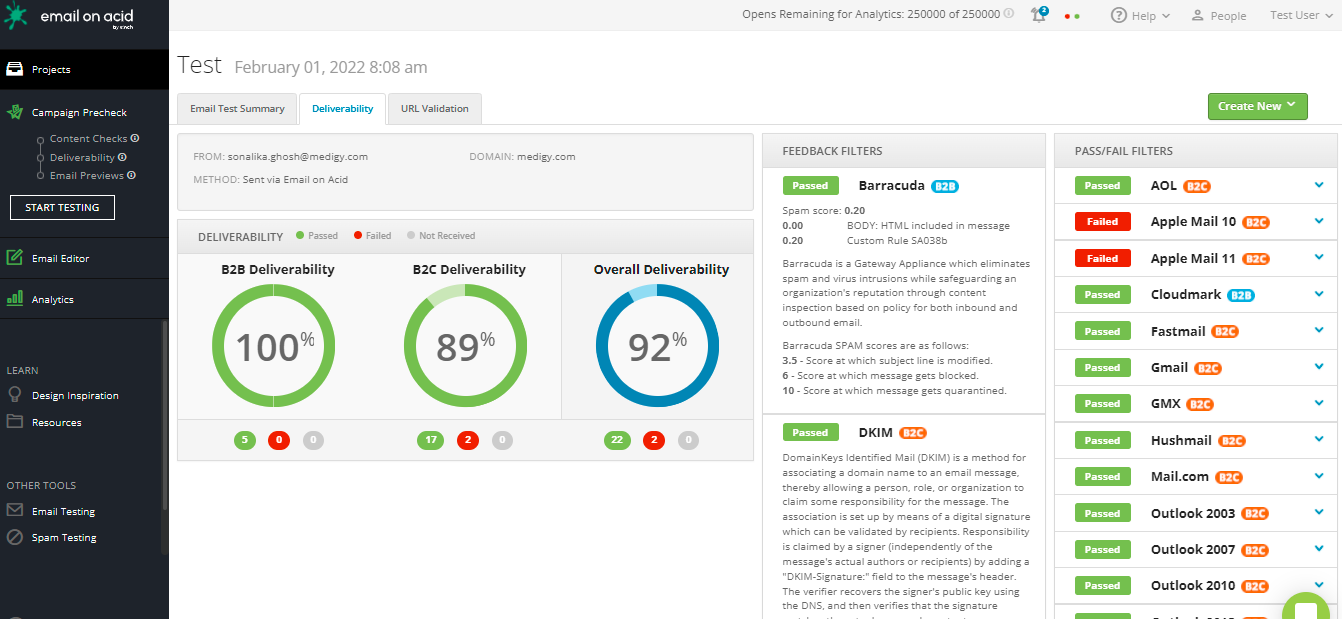 email on acid
by sinch
Opens Remaining for Analytics: 250000 of 250000
2
Help
People
Test User
Projects
Campaign Precheck
Content Checks
Deliverability
Email Previews
START TESTING
Email Editor
Analytics
LEARN
Design Inspiration
Resources
OTHER TOOLS
Email Testing
Spam Testing
Test February 01, 2022 8:08 am
Email Test Summary
Deliverability
URL Validation
Create New
FROM: sonalika.ghosh@medigy.com
DOMAIN: medigy.com
METHOD: Sent via Email on Acid
DELIVERABILITY Passed Failed Not Received
B2B Deliverability
B2C Deliverability
Overall Deliverability
100%
89%
92%
5 0 0
17 2 0
22 2 0
FEEDBACK FILTERS
Passed Barracuda B2B
Spam score: 0.20
0.00 BODY: HTML included in message
0.20 Custom Rule SA038b
Barracuda is a Gateway Appliance which eliminates
spam and virus intrusions while safeguarding an
organization's reputation through content
inspection based on policy for both inbound and
outbound email.
Barracuda SPAM scores are as follows:
3.5 - Score at which subject line is modified.
6 - Score at which message gets blocked.
10 - Score at which message gets quarantined.
Passed DKIM B2C
DomainKeys Identified Mail (DKIM) is a method for
associating a domain name to an email message,
thereby allowing a person, role, or organization to
claim some responsibility for the message. The
association is set up by means of a digital signature
which can be validated by recipients. Responsibility
is claimed by a signer (independently of the
message's actual authors or recipients) by adding a
"DKIM-Signature:" field to the message's header.
The verifier recovers the signer's public key using
the DNS, and then verifies that the signature
PASS/FAIL FILTERS
Passed AOL B2C
Failed Apple Mail 10 B2C
Failed Apple Mail 11 B2C
Passed Cloudmark B2B
Passed Fastmail B2C
Passed Gmail B2C
Passed GMX B2C
Passed Hushmail B2C
Passed Mail.com B2C
Passed Outlook 2003 B2C
Passed Outlook 2007 B2C
Passed Outlook 2010 B2C